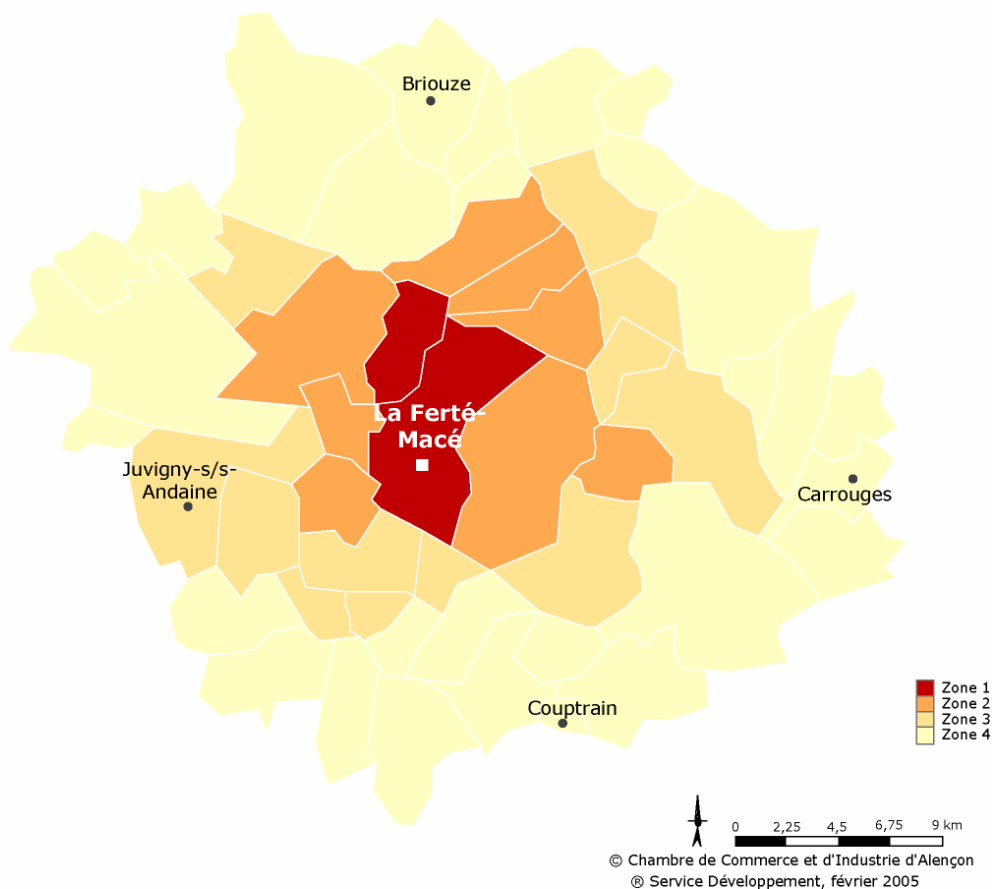 Briouze
La Ferté-
Macé
Juvigny-s/s-
Andaine
Carrouges
Couptrain
Zone 1
Zone 2
Zone 3
Zone 4
0 2,25 4,5 6,75 9 km
© Chambre de Commerce et d'Industrie d'Alençon
® Service Développement, février 2005